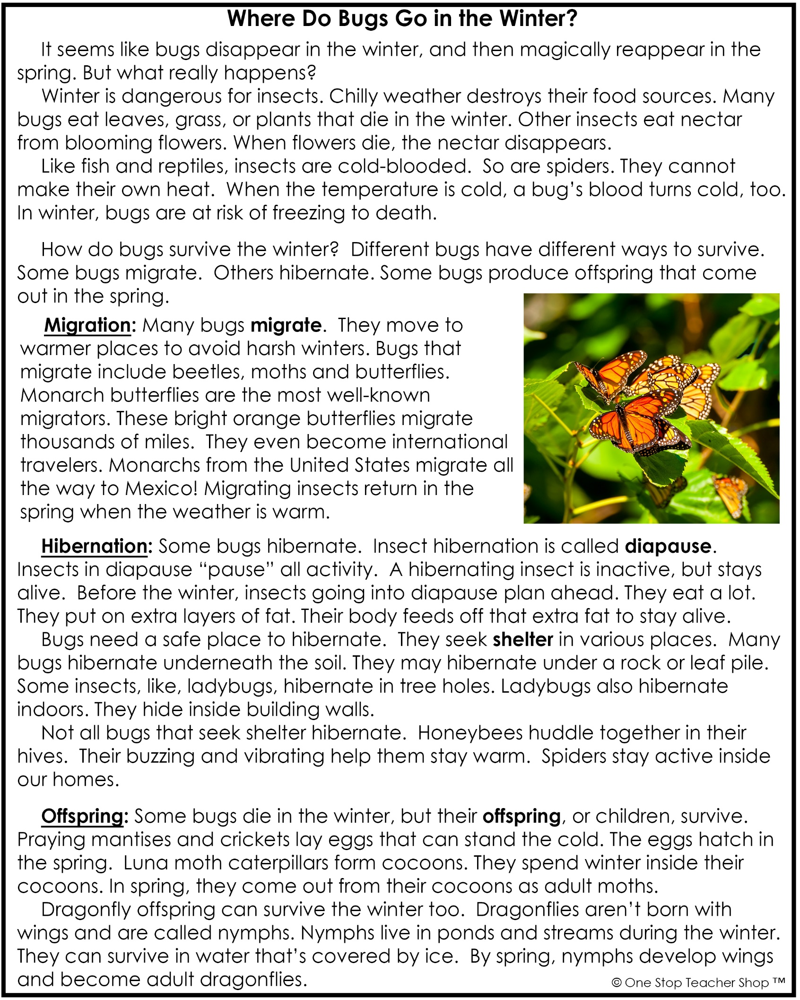 Where Do Bugs Go in the Winter?
It seems like bugs disappear in the winter, and then magically reappear in the
spring. But what really happens?
Winter is dangerous for insects. Chilly weather destroys their food sources. Many
bugs eat leaves, grass, or plants that die in the winter. Other insects eat nectar
from blooming flowers. When flowers die, the nectar disappears.
Like fish and reptiles, insects are cold-blooded.  So are spiders. They cannot
make their own heat.  When the temperature is cold, a bug’s blood turns cold, too.
In winter, bugs are at risk of freezing to death.
How do bugs survive the winter?  Different bugs have different ways to survive.
Some bugs migrate.  Others hibernate. Some bugs produce offspring that come
out in the spring.
Migration: Many bugs migrate.  They move to
warmer places to avoid harsh winters. Bugs that
migrate include beetles, moths and butterflies.
Monarch butterflies are the most well-known
migrators. These bright orange butterflies migrate
thousands of miles.  They even become international
travelers. Monarchs from the United States migrate all
the way to Mexico! Migrating insects return in the
spring when the weather is warm.
Hibernation: Some bugs hibernate.  Insect hibernation is called diapause.
Insects in diapause “pause” all activity.  A hibernating insect is inactive, but stays
alive.  Before the winter, insects going into diapause plan ahead. They eat a lot.
They put on extra layers of fat. Their body feeds off that extra fat to stay alive.
Bugs need a safe place to hibernate.  They seek shelter in various places.  Many
bugs hibernate underneath the soil. They may hibernate under a rock or leaf pile.
Some insects, like, ladybugs, hibernate in tree holes. Ladybugs also hibernate
indoors. They hide inside building walls.
Not all bugs that seek shelter hibernate.  Honeybees huddle together in their
hives.  Their buzzing and vibrating help them stay warm.  Spiders stay active inside
our homes.
Offspring: Some bugs die in the winter, but their offspring, or children, survive.
Praying mantises and crickets lay eggs that can stand the cold. The eggs hatch in
the spring.  Luna moth caterpillars form cocoons. They spend winter inside their
cocoons. In spring, they come out from their cocoons as adult moths.
Dragonfly offspring can survive the winter too.  Dragonflies aren’t born with
wings and are called nymphs. Nymphs live in ponds and streams during the winter.
They can survive in water that’s covered by ice.  By spring, nymphs develop wings
and become adult dragonflies.
© One Stop Teacher Shop ™